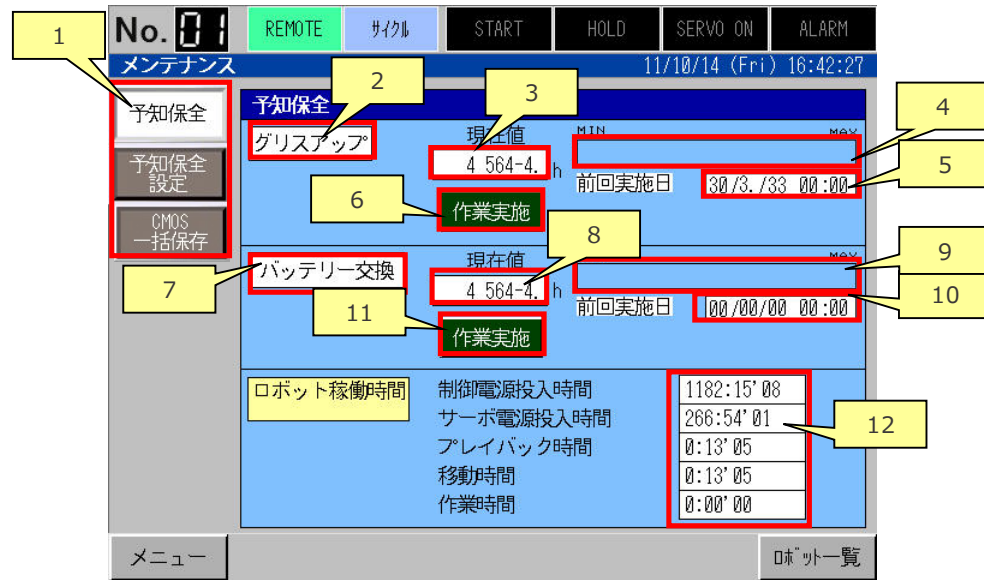 No. 01 REMOTE ｻｲｸﾙ START HOLD SERVO ON ALARM
メンテナンス 11/10/14 (Fri) 16:42:27
1
2
3
4
5
6
7
8
9
10
11
12
予知保全
予知保全
設定
CMOS
一括保存
予知保全
グリスアップ 現在値 MIN MAX
4 564-4. h
前回実施日 30/3./33 00:00
作業実施
バッテリー交換 現在値 MAX
4 564-4. h
前回実施日 00/00/00 00:00
作業実施
ロボット稼働時間 制御電源投入時間 1182:15'08
サーボ電源投入時間 266:54'01
プレイバック時間 0:13'05
移動時間 0:13'05
作業時間 0:00'00
メニュー ﾛﾎﾞｯﾄ一覧